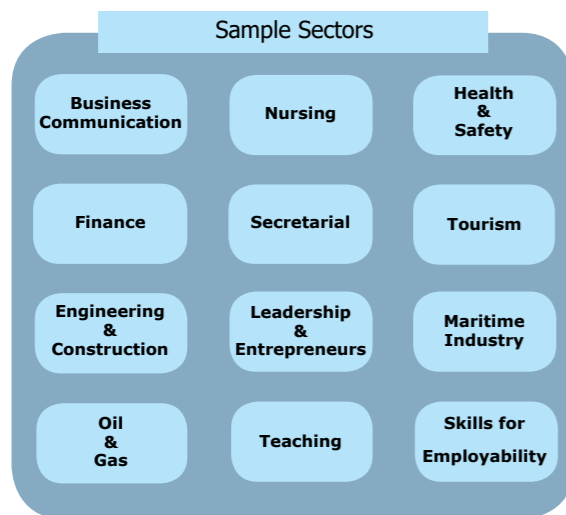 Sample Sectors
Business
Communication
Nursing
Health
&
Safety
Finance
Secretarial
Tourism
Engineering
&
Construction
Leadership
&
Entrepreneurs
Maritime
Industry
Oil
&
Gas
Teaching
Skills for
Employability